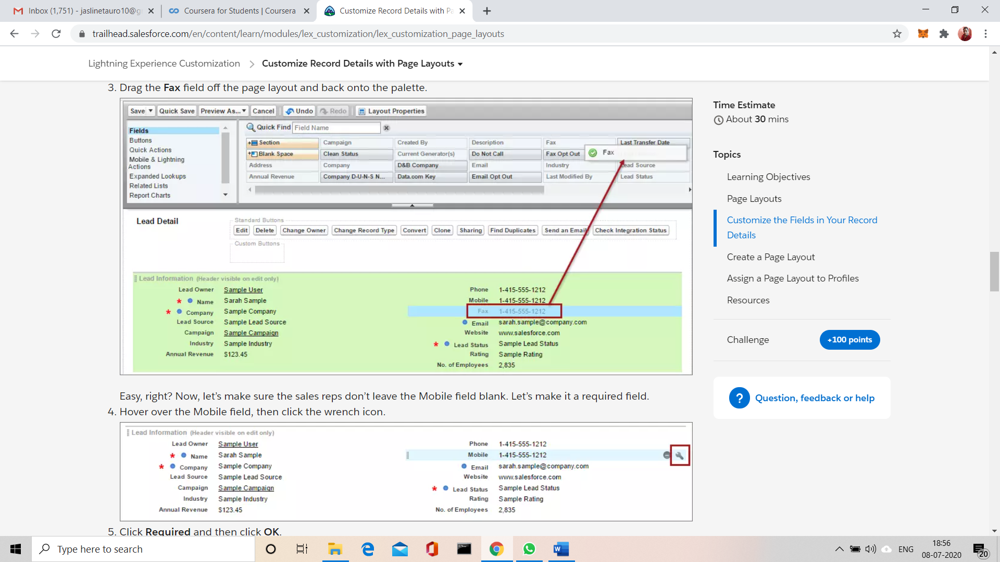 Inbox (1,751) - jaslinetauro10@g
Coursera for Students | Coursera
Customize Record Details with Pa
trailhead.salesforce.com/en/content/learn/modules/lex_customization/lex_customization_page_layouts
Lightning Experience Customization > Customize Record Details with Page Layouts
3. Drag the Fax field off the page layout and back onto the palette.
Save Quick Save Preview As... Cancel Undo Redo Layout Properties
Fields
Buttons
Quick Actions
Mobile & Lightning
Actions
Expanded Lookups
Related Lists
Report Charts
Quick Find Field Name
Section Campaign Created By Description Fax Last Transfer Date
Blank Space Clean Status Current Generator(s) Do Not Call Fax Opt Out Fax
Address Company D&B Company Email Industry Lead Source
Annual Revenue Company D-U-N-S N... Data.com Key Email Opt Out Last Modified By Lead Status
Lead Detail
Standard Buttons
Edit Delete Change Owner Change Record Type Convert Clone Sharing Find Duplicates Send an Email Check Integration Status
Custom Buttons
Lead Information (Header visible on edit only)
Lead Owner Sample User Phone 1-415-555-1212
* Name Sarah Sample Mobile 1-415-555-1212
* Company Sample Company Fax 1-415-555-1212
Lead Source Sample Lead Source Email sarah.sample@company.com
Campaign Sample Campaign Website www.salesforce.com
Industry Sample Industry * Lead Status Sample Lead Status
Annual Revenue $123.45 Rating Sample Rating
No. of Employees 2,835
Easy, right? Now, let’s make sure the sales reps don’t leave the Mobile field blank. Let’s make it a required field.
4. Hover over the Mobile field, then click the wrench icon.
Lead Information (Header visible on edit only)
Lead Owner Sample User Phone 1-415-555-1212
* Name Sarah Sample Mobile 1-415-555-1212
* Company Sample Company Email sarah.sample@company.com
Lead Source Sample Lead Source Website www.salesforce.com
Campaign Sample Campaign * Lead Status Sample Lead Status
Industry Sample Industry Rating Sample Rating
Annual Revenue $123.45 No. of Employees 2,835
5. Click Required and then click OK.
Time Estimate
About 30 mins
Topics
Learning Objectives
Page Layouts
Customize the Fields in Your Record
Details
Create a Page Layout
Assign a Page Layout to Profiles
Resources
Challenge +100 points
? Question, feedback or help
Type here to search
ENG
18:56
08-07-2020
20